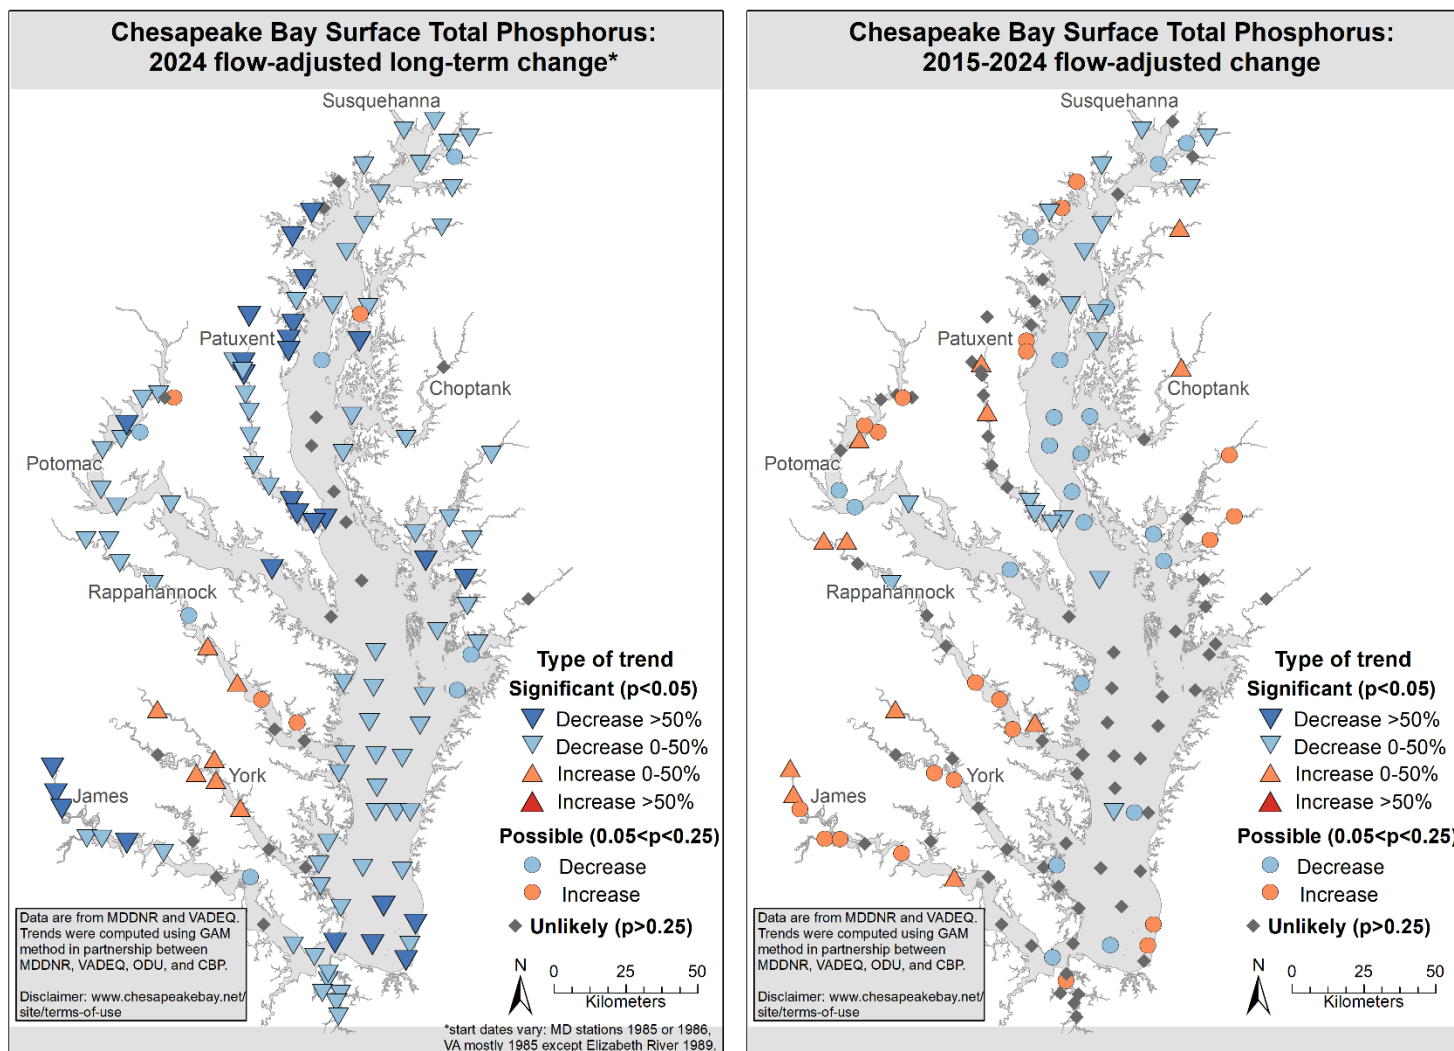 Chesapeake Bay Surface Total Phosphorus:
2024 flow-adjusted long-term change*
Susquehanna
Patuxent
Choptank
Potomac
Rappahannock
York
James
Type of trend
Significant (p<0.05)
Decrease >50%
Decrease 0-50%
Increase 0-50%
Increase >50%
Possible (0.05<p<0.25)
Decrease
Increase
Unlikely (p>0.25)
Data are from MDDNR and VADEQ.
Trends were computed using GAM
method in partnership between
MDDNR, VADEQ, ODU, and CBP.
Disclaimer: www.chesapeakebay.net/
site/terms-of-use
N
0 25 50
Kilometers
*start dates vary: MD stations 1985 or 1986,
VA mostly 1985 except Elizabeth River 1989.
Chesapeake Bay Surface Total Phosphorus:
2015-2024 flow-adjusted change
Susquehanna
Patuxent
Choptank
Potomac
Rappahannock
York
James
Type of trend
Significant (p<0.05)
Decrease >50%
Decrease 0-50%
Increase 0-50%
Increase >50%
Possible (0.05<p<0.25)
Decrease
Increase
Unlikely (p>0.25)
Data are from MDDNR and VADEQ.
Trends were computed using GAM
method in partnership between
MDDNR, VADEQ, ODU, and CBP.
Disclaimer: www.chesapeakebay.net/
site/terms-of-use
N
0 25 50
Kilometers